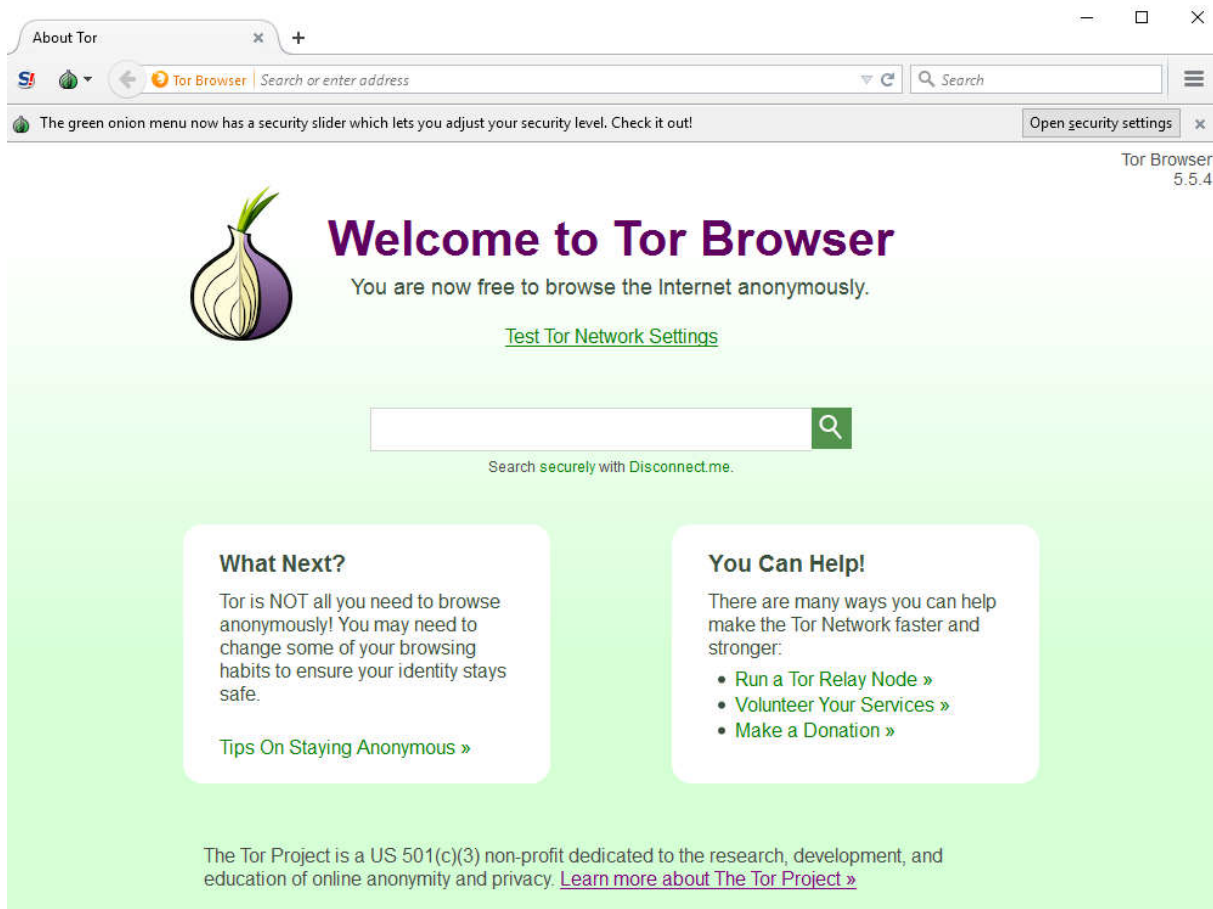 About Tor
S!
Tor Browser Search or enter address
Search
The green onion menu now has a security slider which lets you adjust your security level. Check it out!
Open security settings
Tor Browser
5.5.4
Welcome to Tor Browser
You are now free to browse the Internet anonymously.
Test Tor Network Settings
Search securely with Disconnect.me.
What Next?
Tor is NOT all you need to browse
anonymously! You may need to
change some of your browsing
habits to ensure your identity stays
safe.
Tips On Staying Anonymous »
You Can Help!
There are many ways you can help
make the Tor Network faster and
stronger:
• Run a Tor Relay Node »
• Volunteer Your Services »
• Make a Donation »
The Tor Project is a US 501(c)(3) non-profit dedicated to the research, development, and
education of online anonymity and privacy. Learn more about The Tor Project »